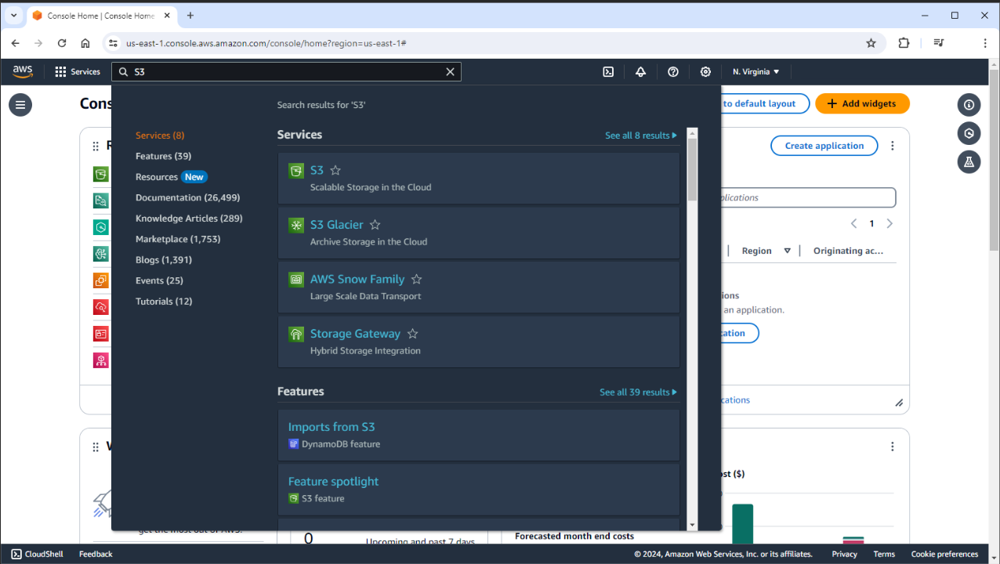 Console Home | Console Home
us-east-1.console.aws.amazon.com/console/home?region=us-east-1#
aws
Services
S3
N. Virginia
Cons
to default layout
Add widgets
Search results for 'S3'
Services (8)
Features (39)
Resources New
Documentation (26,499)
Knowledge Articles (289)
Marketplace (1,753)
Blogs (1,391)
Events (25)
Tutorials (12)
Services
See all 8 results
S3
Scalable Storage in the Cloud
S3 Glacier
Archive Storage in the Cloud
AWS Snow Family
Large Scale Data Transport
Storage Gateway
Hybrid Storage Integration
Features
See all 39 results
Imports from S3
DynamoDB feature
Feature spotlight
S3 feature
Create application
plications
1
Region
Originating ac...
ions
an application.
cation
cations
ost ($)
get the most out of AWS.
0
Upcoming and past 7 days
Forecasted month end costs
CloudShell
Feedback
© 2024, Amazon Web Services, Inc. or its affiliates.
Privacy
Terms
Cookie preferences